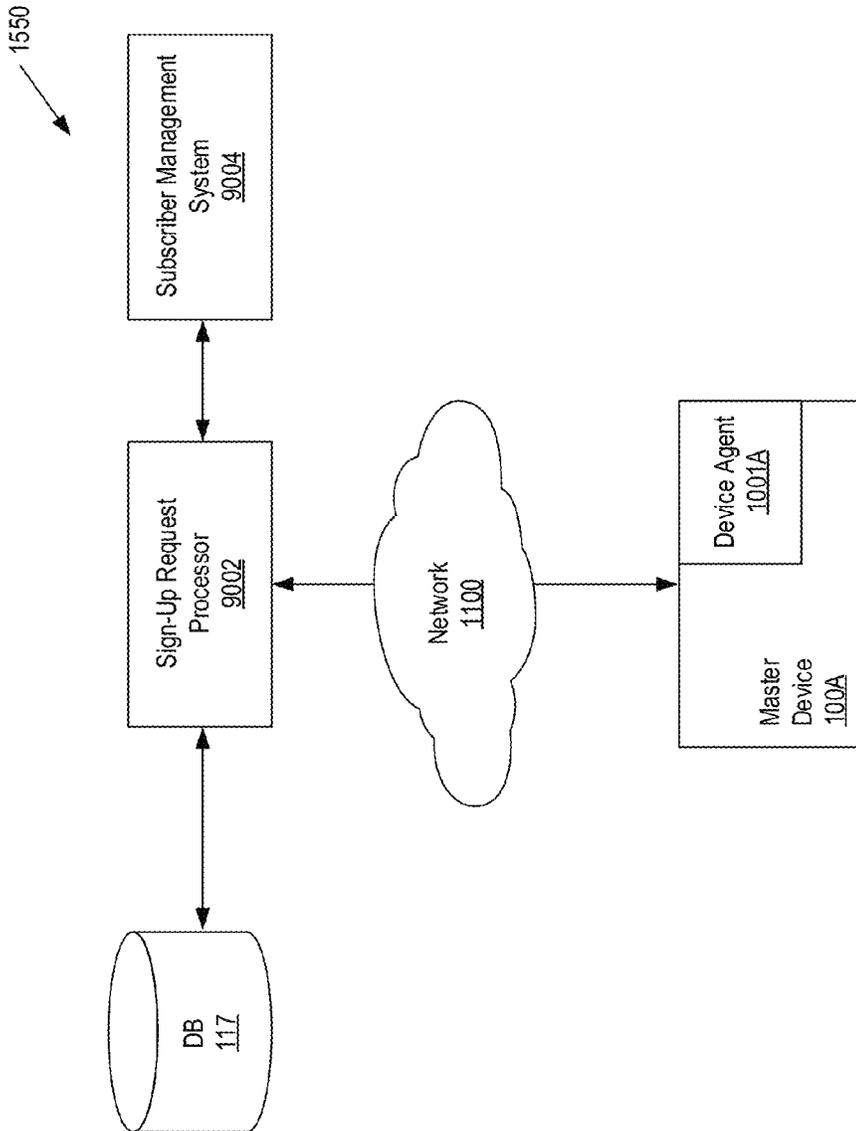 1550
DB
117
Sign-Up Request
Processor
9002
Subscriber Management
System
9004
Network
1100
Master
Device
100A
Device Agent
1001A